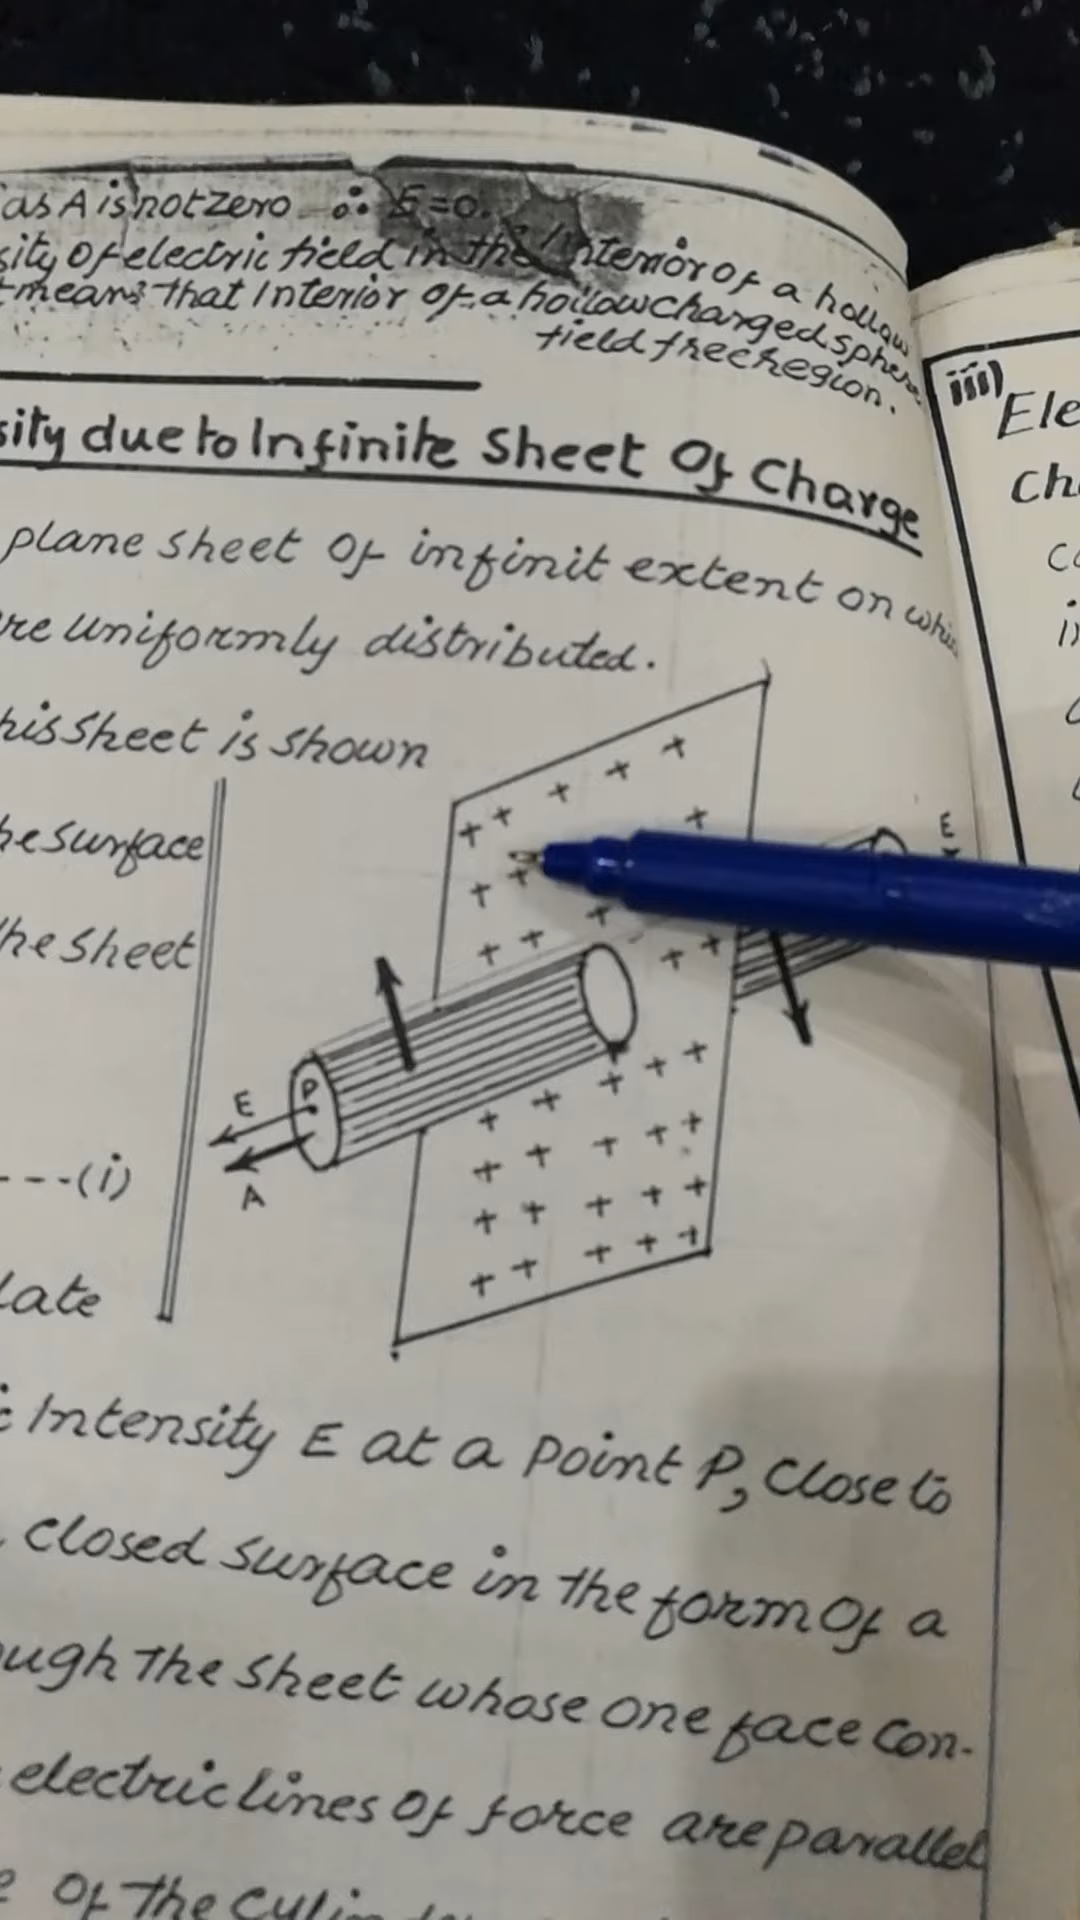 as A is not zero ∴ E=0.
sity of electric field in the interior of a hollow
t means that interior of a hollow charged sphere
field free region.
sity due to Infinite Sheet Of Charge
plane sheet of infinit extent on whic
re uniformly distributed.
his sheet is shown
he surface
the sheet
---(i)
late
+ + + + +
+ + +
+ + + + +
E
P
E
A
+ + + + +
+ + + + +
+ + + + +
+ + + + +
c Intensity E at a point P, Close to
closed surface in the form of a
ough the sheet whose one face con-
electric lines of force are parallel
e of the cylin
iii) Ele
Ch